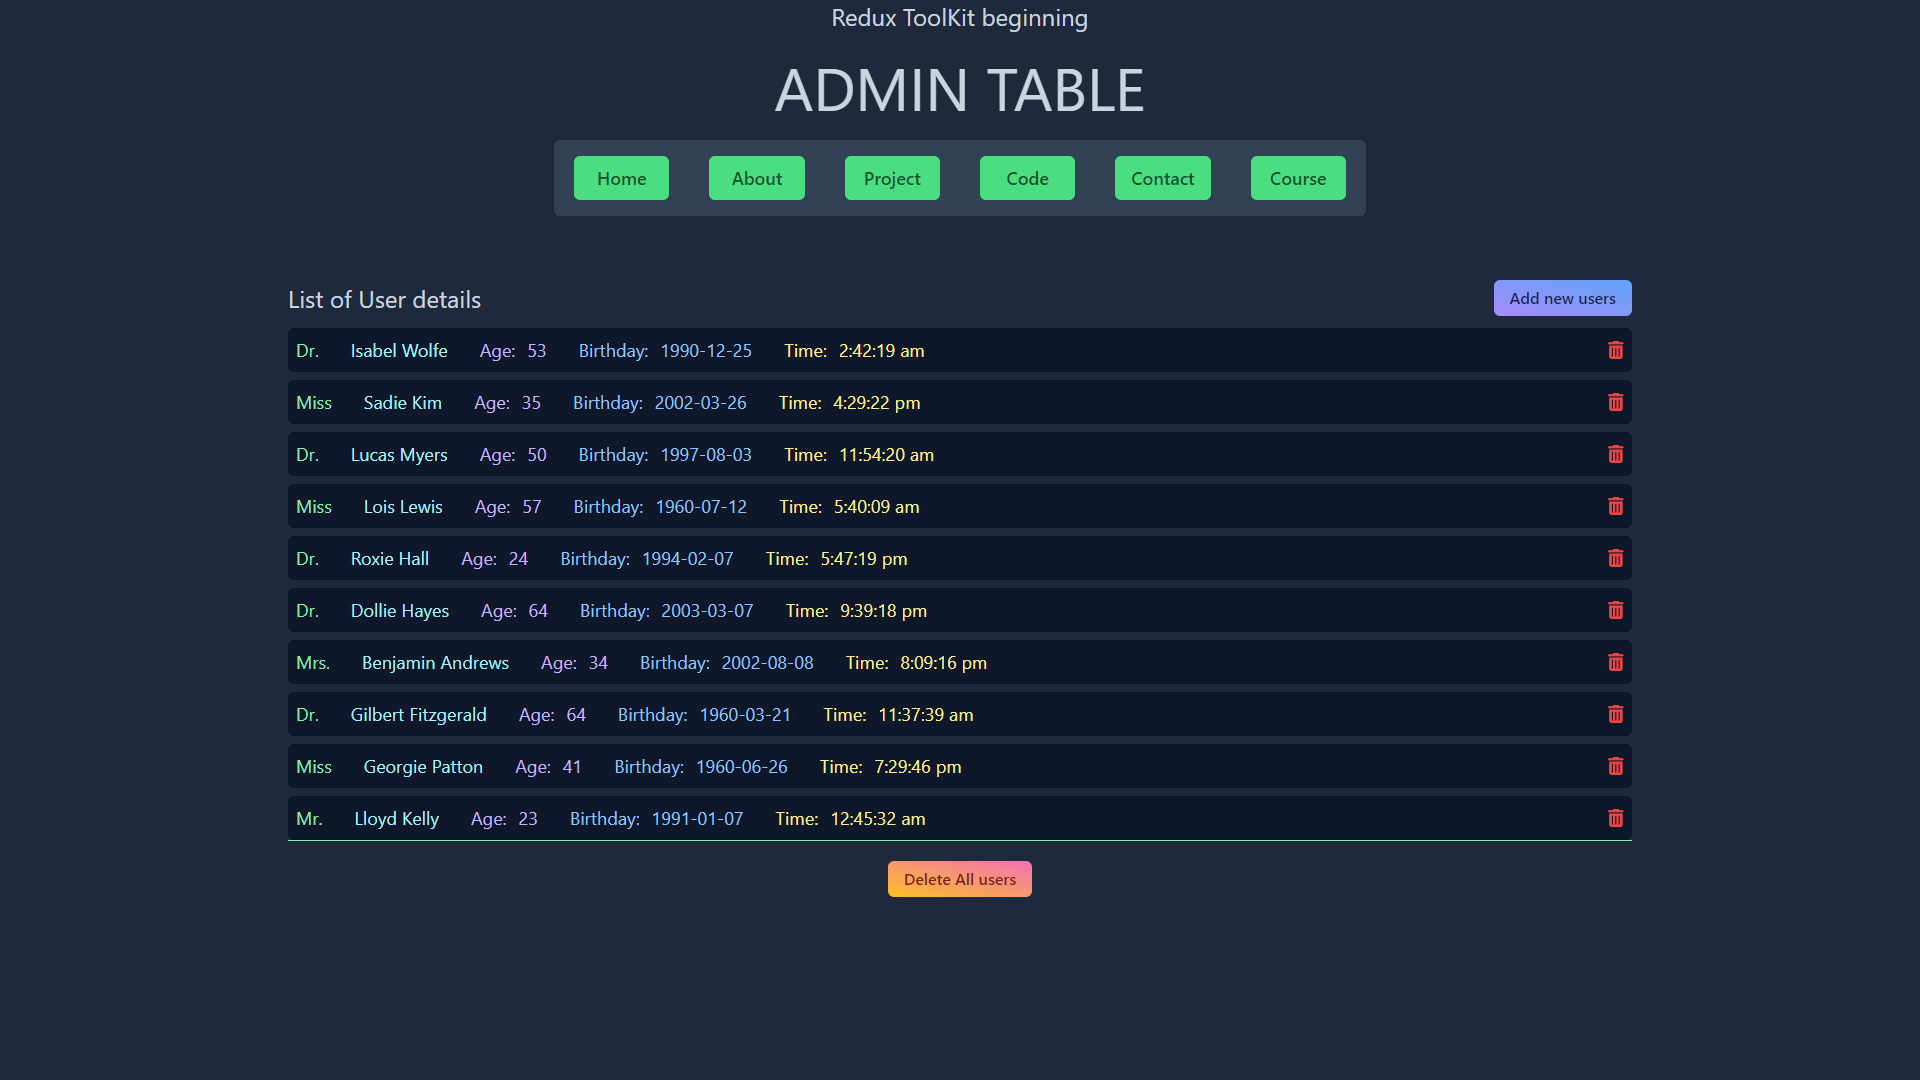 Redux ToolKit beginning
ADMIN TABLE
Home About Project Code Contact Course
List of User details Add new users
Dr. Isabel Wolfe Age: 53 Birthday: 1990-12-25 Time: 2:42:19 am
Miss Sadie Kim Age: 35 Birthday: 2002-03-26 Time: 4:29:22 pm
Dr. Lucas Myers Age: 50 Birthday: 1997-08-03 Time: 11:54:20 am
Miss Lois Lewis Age: 57 Birthday: 1960-07-12 Time: 5:40:09 am
Dr. Roxie Hall Age: 24 Birthday: 1994-02-07 Time: 5:47:19 pm
Dr. Dollie Hayes Age: 64 Birthday: 2003-03-07 Time: 9:39:18 pm
Mrs. Benjamin Andrews Age: 34 Birthday: 2002-08-08 Time: 8:09:16 pm
Dr. Gilbert Fitzgerald Age: 64 Birthday: 1960-03-21 Time: 11:37:39 am
Miss Georgie Patton Age: 41 Birthday: 1960-06-26 Time: 7:29:46 pm
Mr. Lloyd Kelly Age: 23 Birthday: 1991-01-07 Time: 12:45:32 am
Delete All users